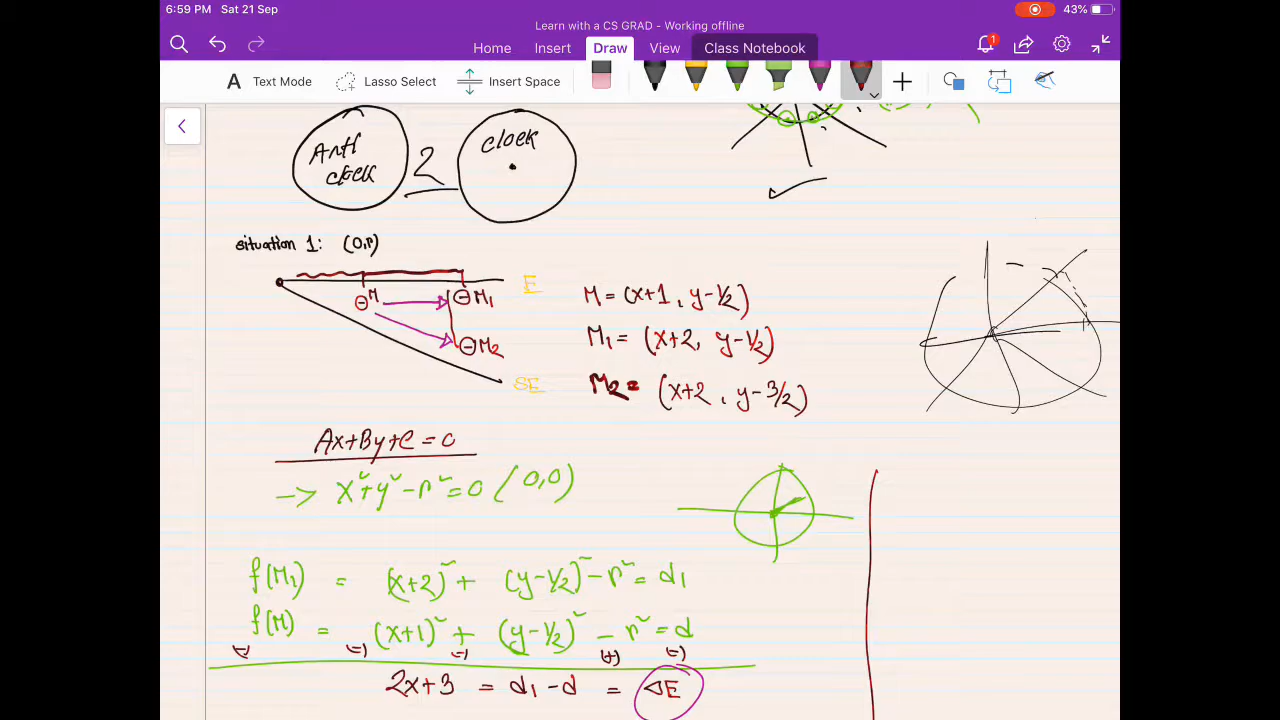 6:59 PM Sat 21 Sep
43%
Learn with a CS GRAD - Working offline
Home Insert Draw View Class Notebook
1
A Text Mode Lasso Select Insert Space
Anti
clock
2
clock
situation 1: (0,r)
E
M
M1
M2
SE
M = (x+1, y-1/2)
M1 = (x+2, y-1/2)
M2 = (x+2, y-3/2)
Ax+By+C = 0
-> x²+y²-r²=0 (0,0)
f(M1) = (x+2)² + (y-1/2)² - r² = d1
f(M) = (x+1)² + (y-1/2)² - r² = d
(-) (-) (-) (+) (-)
2x+3 = d1 - d = ΔE